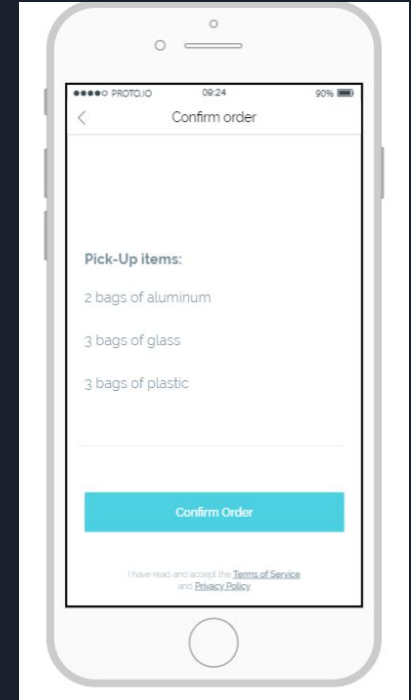 PROTO.IO 09:24 90%
Confirm order
Pick-Up items:
2 bags of aluminum
3 bags of glass
3 bags of plastic
Confirm Order
I have read and accept the Terms of Service
and Privacy Policy